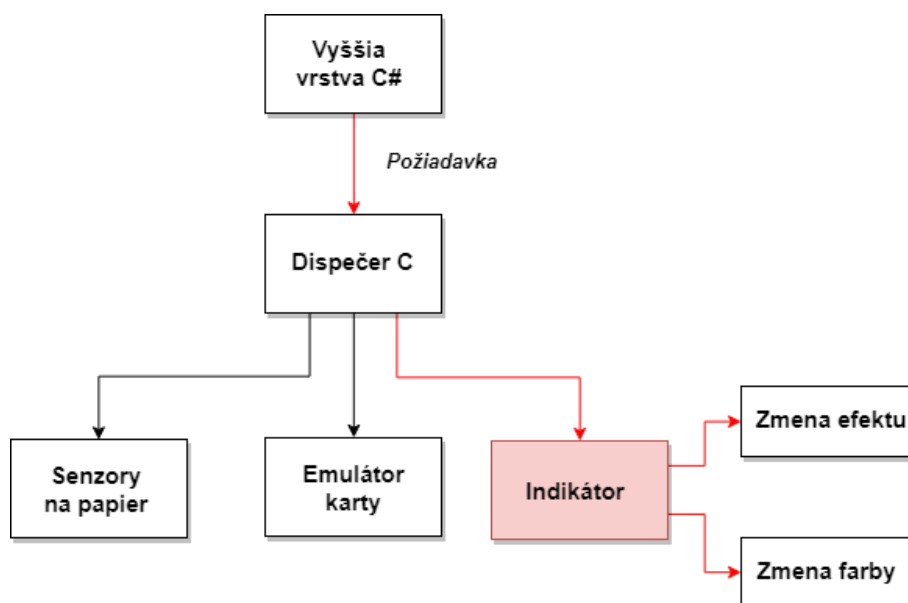 Vyššia
vrstva C#
Požiadavka
Dispečer C
Senzory
na papier
Emulátor
karty
Indikátor
Zmena efektu
Zmena farby